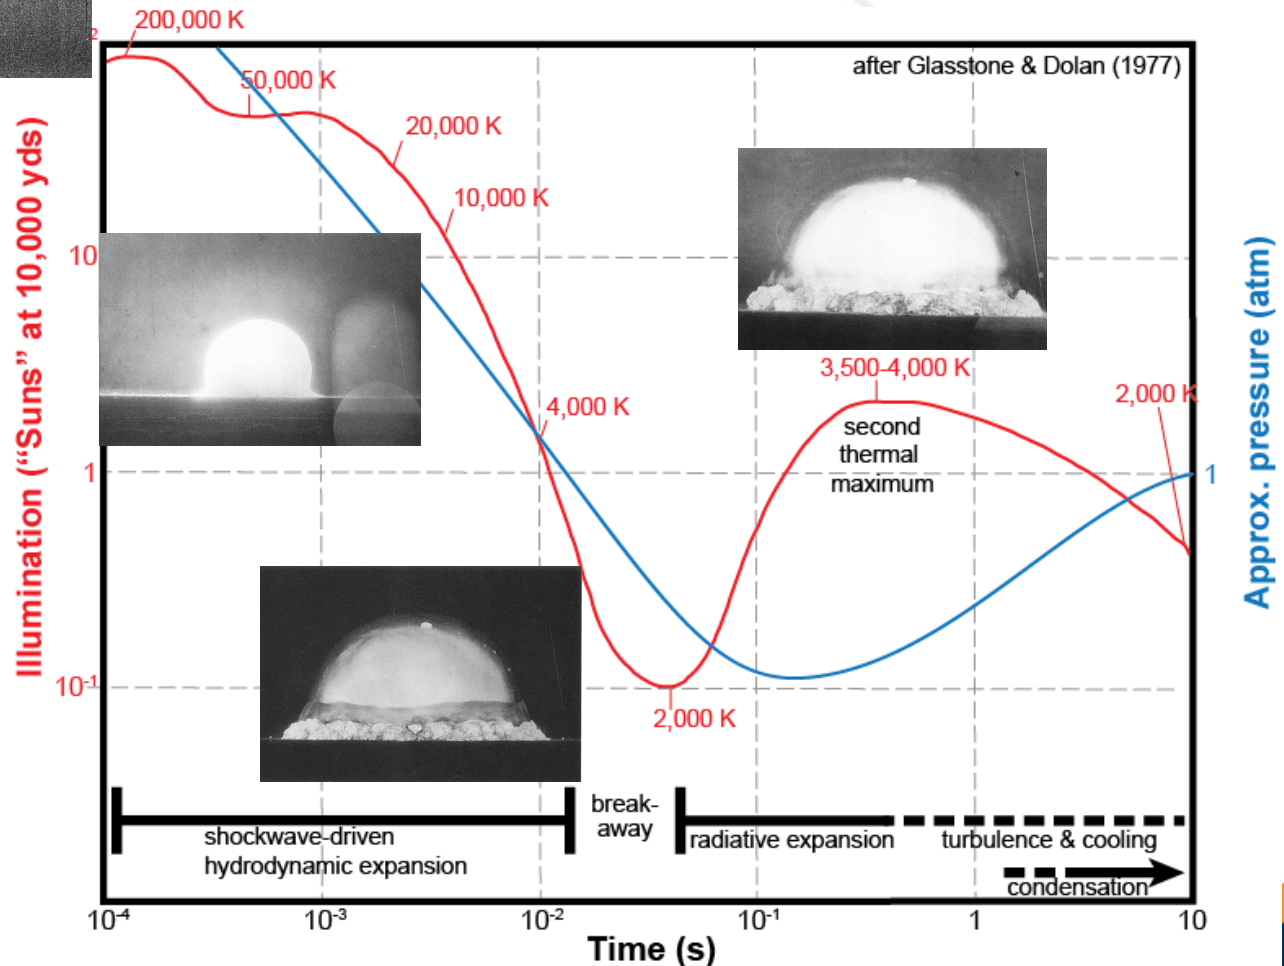 200,000 K
2
50,000 K
after Glasstone & Dolan (1977)
20,000 K
10,000 K
10
3,500-4,000 K
2,000 K
4,000 K
second
thermal
maximum
1
1
10-1
2,000 K
Illumination (“Suns” at 10,000 yds)
Approx. pressure (atm)
break-
away
shockwave-driven
hydrodynamic expansion
radiative expansion
turbulence & cooling
condensation
10-4
10-3
10-2
10-1
1
10
Time (s)